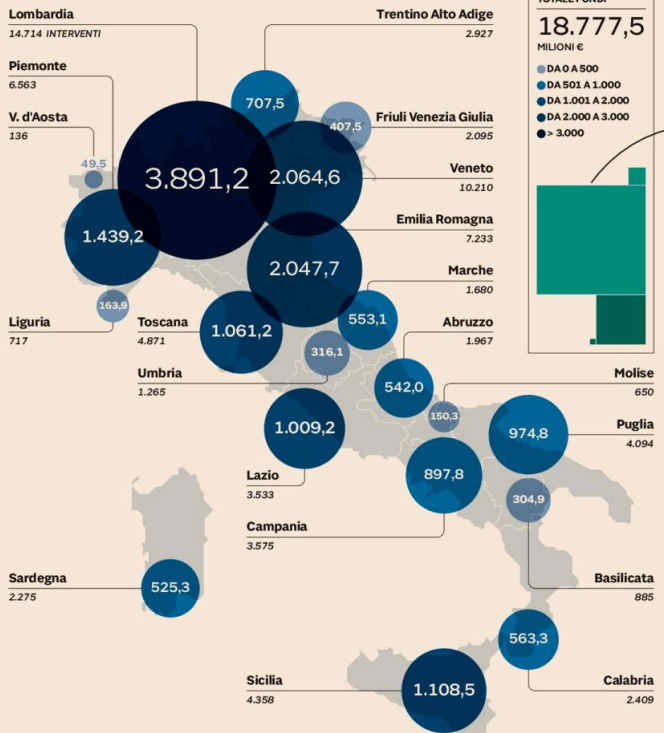 Lombardia
14.714 INTERVENTI
Trentino Alto Adige
2.927
TOTALE FONDI
18.777,5
MILIONI €
DA 0 A 500
DA 501 A 1.000
DA 1.001 A 2.000
DA 2.000 A 3.000
> 3.000
Piemonte
6.563
707,5
V. d'Aosta
136
407,5
Friuli Venezia Giulia
2.095
49,5
3.891,2
2.064,6
Veneto
10.210
1.439,2
Emilia Romagna
7.233
2.047,7
Marche
1.680
163,9
Liguria
717
Toscana
4.871
1.061,2
553,1
Abruzzo
1.967
316,1
Umbria
1.265
542,0
Molise
650
150,3
1.009,2
974,8
Puglia
4.094
Lazio
3.533
897,8
304,9
Campania
3.575
Sardegna
2.275
525,3
Basilicata
885
563,3
Sicilia
4.358
1.108,5
Calabria
2.409